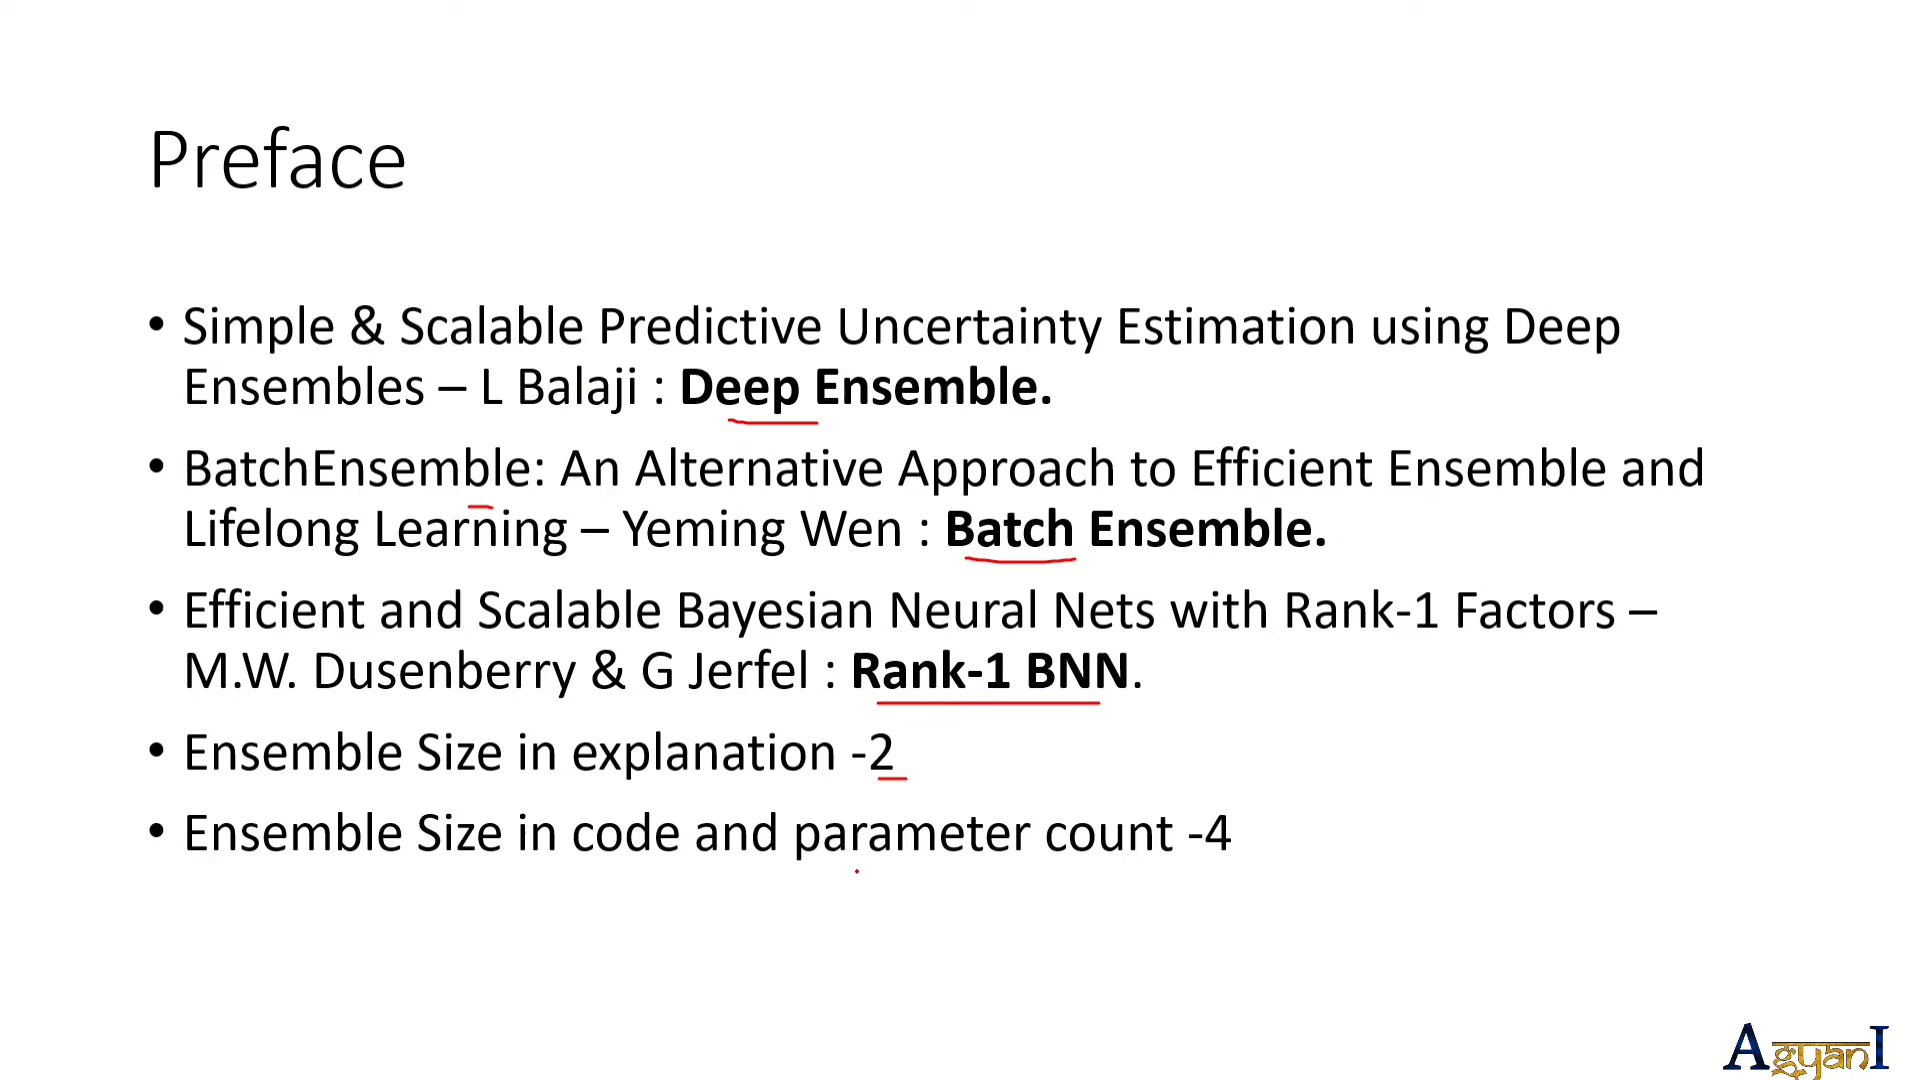 Preface
• Simple & Scalable Predictive Uncertainty Estimation using Deep
Ensembles – L Balaji : Deep Ensemble.
• BatchEnsemble: An Alternative Approach to Efficient Ensemble and
Lifelong Learning – Yeming Wen : Batch Ensemble.
• Efficient and Scalable Bayesian Neural Nets with Rank-1 Factors –
M.W. Dusenberry & G Jerfel : Rank-1 BNN.
• Ensemble Size in explanation -2
• Ensemble Size in code and parameter count -4
AgyanI